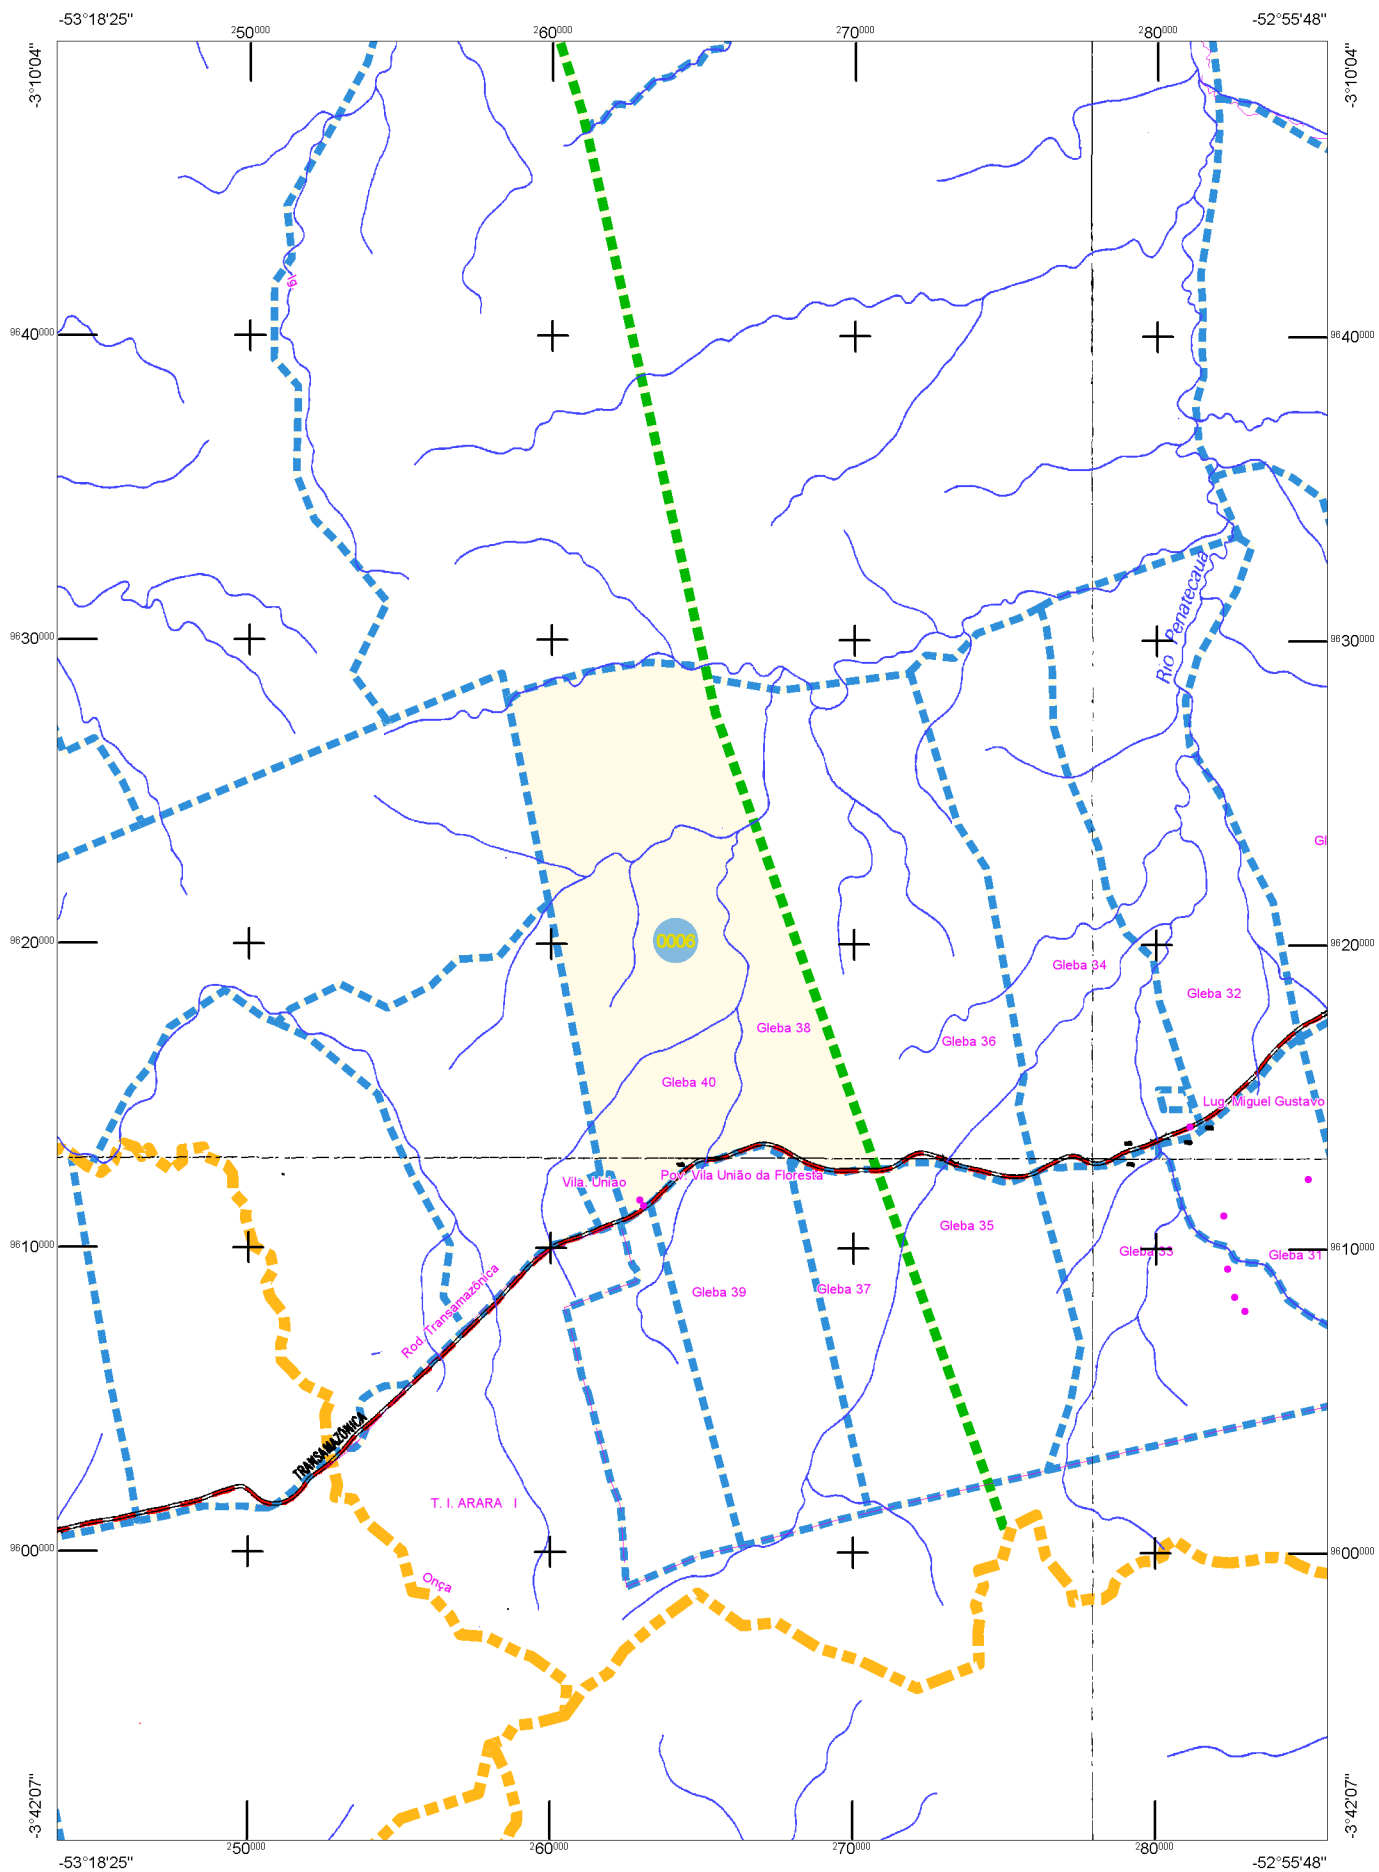 -53°18'25"
-52°55'48"
250000
260000
270000
280000
-3°10'04"
-3°10'04"
Ig
9640000
9640000
Rio Penatecaua
9630000
9630000
Gl
9620000
0006
9620000
Gleba 34
Gleba 32
Gleba 38
Gleba 36
Gleba 40
Lug. Miguel Gustavo
Vila. União
Pov. Vila União da Floresta
Gleba 35
9610000
Gleba 33
Gleba 31
9610000
Gleba 39
Gleba 37
Rod. Transamazônica
TRANSAMAZÔNICA
T. I. ARARA I
9600000
9600000
Onça
-3°42'07"
-3°42'07"
250000
260000
270000
280000
-53°18'25"
-52°55'48"